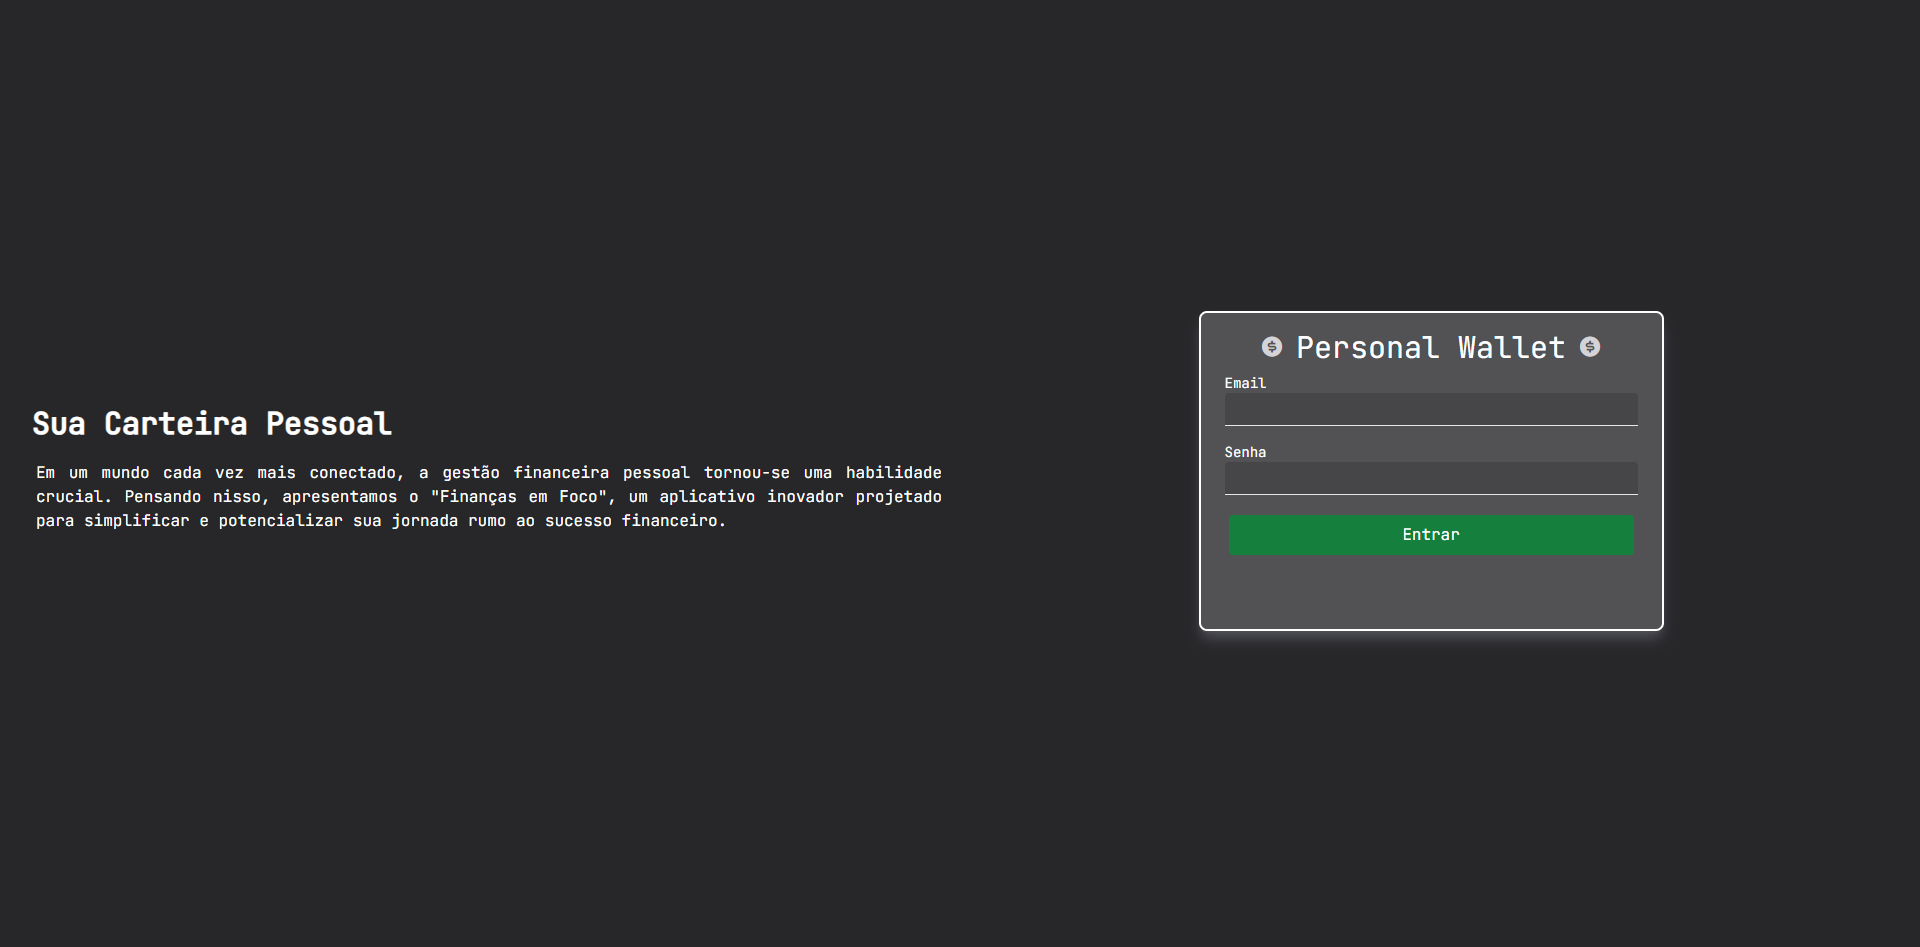 Sua Carteira Pessoal
Em um mundo cada vez mais conectado, a gestão financeira pessoal tornou-se uma habilidade
crucial. Pensando nisso, apresentamos o "Finanças em Foco", um aplicativo inovador projetado
para simplificar e potencializar sua jornada rumo ao sucesso financeiro.
$ Personal Wallet $
Email
Senha
Entrar